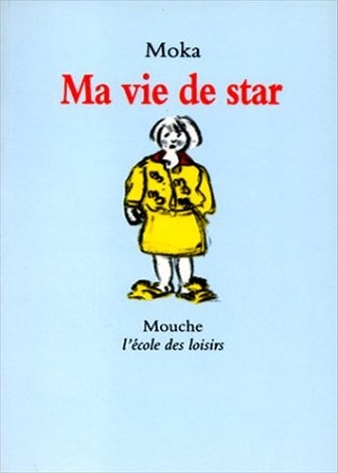 Moka
Ma vie de star
Mouche
l'école des loisirs